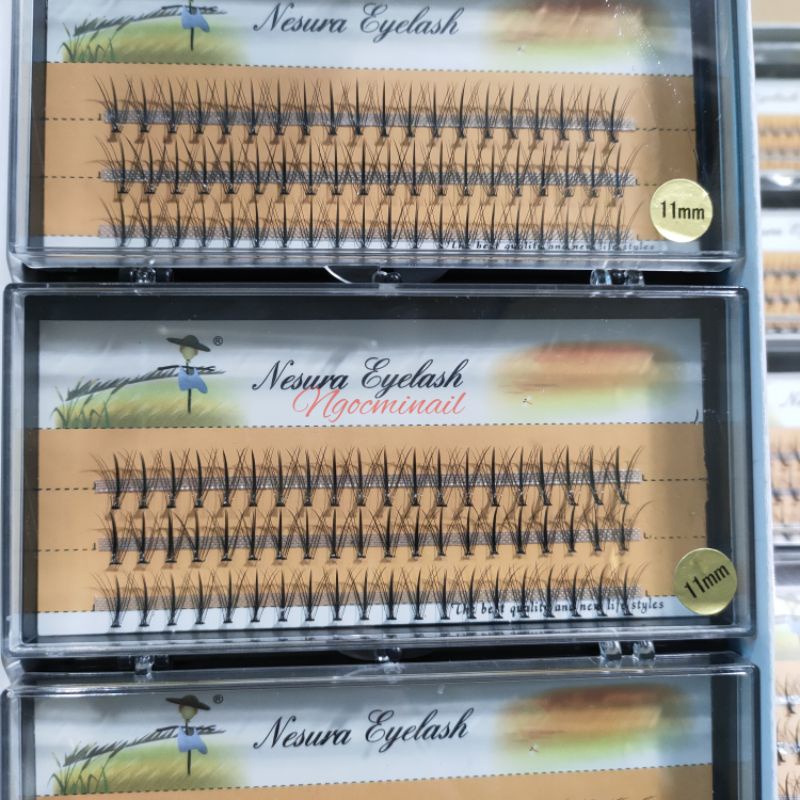 Nesura Eyelash
11mm
The best quality and new life styles
®
Nesura Eyelash
Ngocminail
11mm
The best quality and new life styles
®
Nesura Eyelash